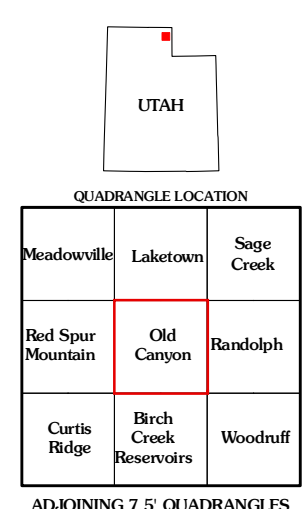 UTAH
QUADRANGLE LOCATION
Meadowville
Laketown
Sage
Creek
Red Spur
Mountain
Old
Canyon
Randolph
Curtis
Ridge
Birch
Creek
Reservoirs
Woodruff
ADJOINING 7.5' QUADRANGLES